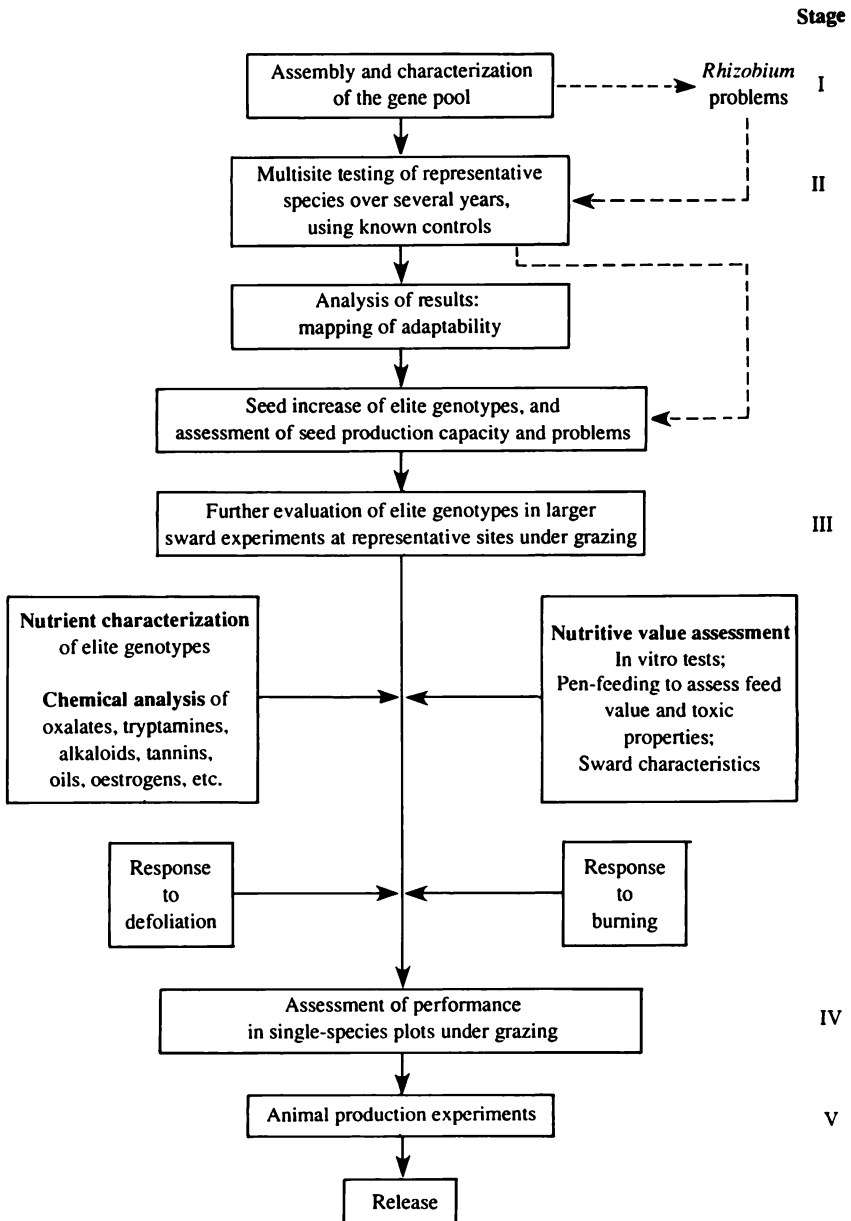 Stage
Assembly and characterization
of the gene pool
Rhizobium
problems
I
Multisite testing of representative
species over several years,
using known controls
II
Analysis of results:
mapping of adaptability
Seed increase of elite genotypes, and
assessment of seed production capacity and problems
Further evaluation of elite genotypes in larger
sward experiments at representative sites under grazing
III
Nutrient characterization
of elite genotypes
Chemical analysis of
oxalates, tryptamines,
alkaloids, tannins,
oils, oestrogens, etc.
Nutritive value assessment
In vitro tests;
Pen-feeding to assess feed
value and toxic
properties;
Sward characteristics
Response
to
defoliation
Response
to
burning
Assessment of performance
in single-species plots under grazing
IV
Animal production experiments
V
Release